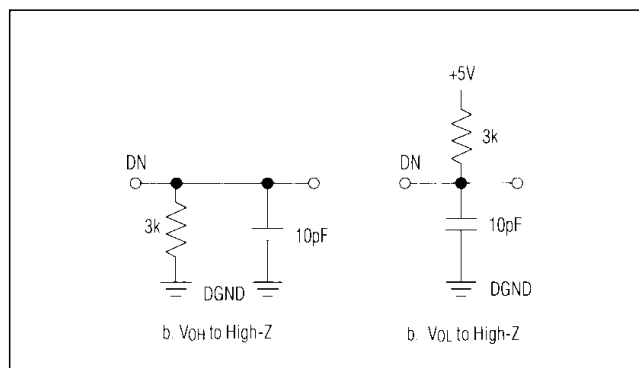 +5V
3k
DN
DN
3k
10pF
10pF
DGND
DGND
b. VOH to High-Z
b. VOL to High-Z